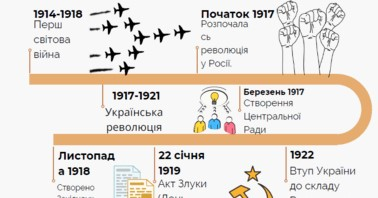 1914-1918
Перш
світова
війна
Початок 1917
Розпочала
сь
революція
у Росії.
1917-1921
Українська
революція
Березень 1917
Створення
Центральної
Ради
Листопад
а 1918
Створено
22 січня
1919
Акт Злуки
1922
Втуп України
до складу